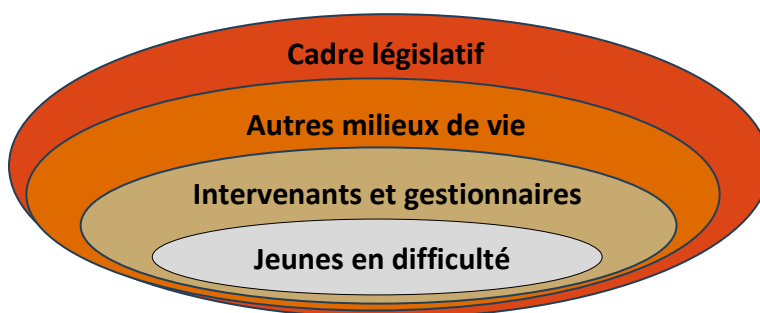 Cadre législatif
Autres milieux de vie
Intervenants et gestionnaires
Jeunes en difficulté